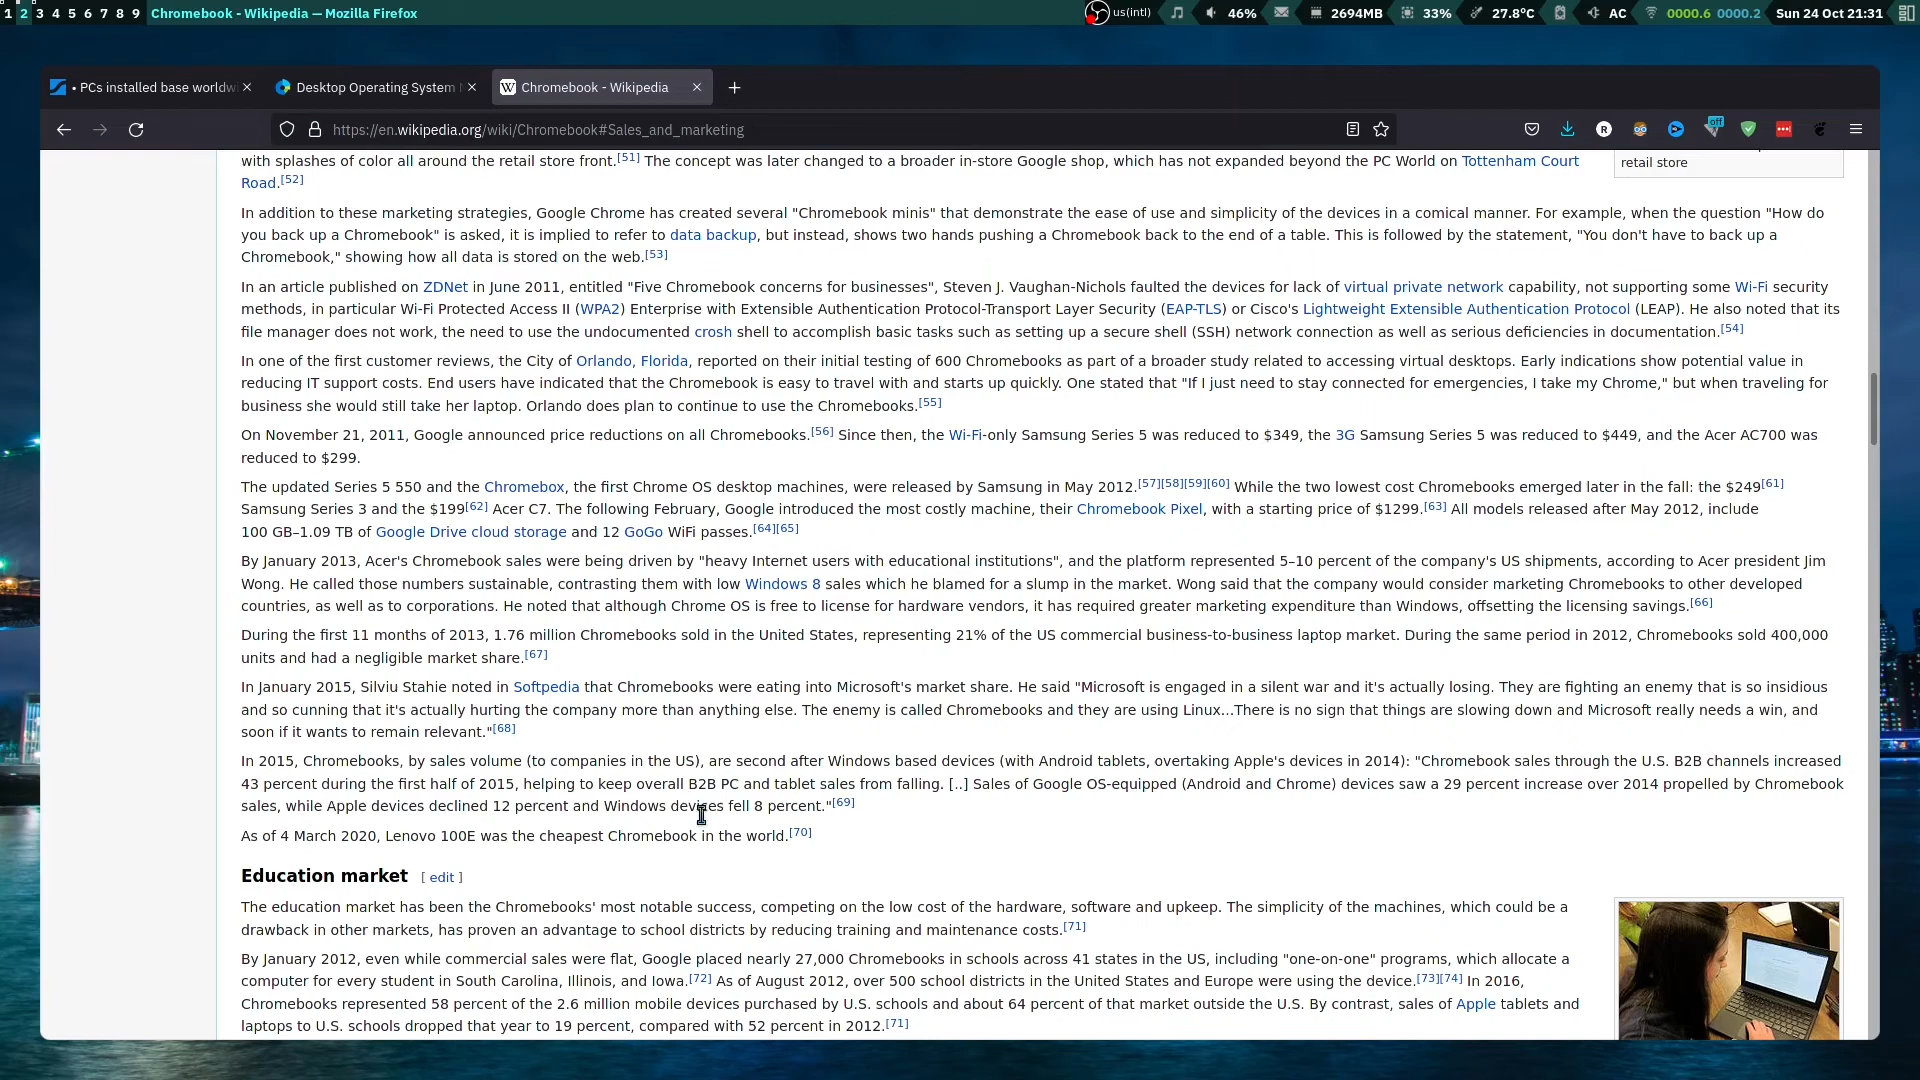 1 2 3 4 5 6 7 8 9 Chromebook - Wikipedia — Mozilla Firefox us(intl) 46% 2694MB 33% 27.8°C AC 0000.6 0000.2 Sun 24 Oct 21:31
• PCs installed base worldw Desktop Operating System Chromebook - Wikipedia
https://en.wikipedia.org/wiki/Chromebook#Sales_and_marketing off
with splashes of color all around the retail store front.[51] The concept was later changed to a broader in-store Google shop, which has not expanded beyond the PC World on Tottenham Court
Road.[52]
retail store
In addition to these marketing strategies, Google Chrome has created several "Chromebook minis" that demonstrate the ease of use and simplicity of the devices in a comical manner. For example, when the question "How do
you back up a Chromebook" is asked, it is implied to refer to data backup, but instead, shows two hands pushing a Chromebook back to the end of a table. This is followed by the statement, "You don't have to back up a
Chromebook," showing how all data is stored on the web.[53]
In an article published on ZDNet in June 2011, entitled "Five Chromebook concerns for businesses", Steven J. Vaughan-Nichols faulted the devices for lack of virtual private network capability, not supporting some Wi-Fi security
methods, in particular Wi-Fi Protected Access II (WPA2) Enterprise with Extensible Authentication Protocol-Transport Layer Security (EAP-TLS) or Cisco's Lightweight Extensible Authentication Protocol (LEAP). He also noted that its
file manager does not work, the need to use the undocumented crosh shell to accomplish basic tasks such as setting up a secure shell (SSH) network connection as well as serious deficiencies in documentation.[54]
In one of the first customer reviews, the City of Orlando, Florida, reported on their initial testing of 600 Chromebooks as part of a broader study related to accessing virtual desktops. Early indications show potential value in
reducing IT support costs. End users have indicated that the Chromebook is easy to travel with and starts up quickly. One stated that "If I just need to stay connected for emergencies, I take my Chrome," but when traveling for
business she would still take her laptop. Orlando does plan to continue to use the Chromebooks.[55]
On November 21, 2011, Google announced price reductions on all Chromebooks.[56] Since then, the Wi-Fi-only Samsung Series 5 was reduced to $349, the 3G Samsung Series 5 was reduced to $449, and the Acer AC700 was
reduced to $299.
The updated Series 5 550 and the Chromebox, the first Chrome OS desktop machines, were released by Samsung in May 2012.[57][58][59][60] While the two lowest cost Chromebooks emerged later in the fall: the $249[61]
Samsung Series 3 and the $199[62] Acer C7. The following February, Google introduced the most costly machine, their Chromebook Pixel, with a starting price of $1299.[63] All models released after May 2012, include
100 GB–1.09 TB of Google Drive cloud storage and 12 GoGo WiFi passes.[64][65]
By January 2013, Acer's Chromebook sales were being driven by "heavy Internet users with educational institutions", and the platform represented 5–10 percent of the company's US shipments, according to Acer president Jim
Wong. He called those numbers sustainable, contrasting them with low Windows 8 sales which he blamed for a slump in the market. Wong said that the company would consider marketing Chromebooks to other developed
countries, as well as to corporations. He noted that although Chrome OS is free to license for hardware vendors, it has required greater marketing expenditure than Windows, offsetting the licensing savings.[66]
During the first 11 months of 2013, 1.76 million Chromebooks sold in the United States, representing 21% of the US commercial business-to-business laptop market. During the same period in 2012, Chromebooks sold 400,000
units and had a negligible market share.[67]
In January 2015, Silviu Stahie noted in Softpedia that Chromebooks were eating into Microsoft's market share. He said "Microsoft is engaged in a silent war and it's actually losing. They are fighting an enemy that is so insidious
and so cunning that it's actually hurting the company more than anything else. The enemy is called Chromebooks and they are using Linux...There is no sign that things are slowing down and Microsoft really needs a win, and
soon if it wants to remain relevant."[68]
In 2015, Chromebooks, by sales volume (to companies in the US), are second after Windows based devices (with Android tablets, overtaking Apple's devices in 2014): "Chromebook sales through the U.S. B2B channels increased
43 percent during the first half of 2015, helping to keep overall B2B PC and tablet sales from falling. [..] Sales of Google OS-equipped (Android and Chrome) devices saw a 29 percent increase over 2014 propelled by Chromebook
sales, while Apple devices declined 12 percent and Windows devices fell 8 percent."[69]
As of 4 March 2020, Lenovo 100E was the cheapest Chromebook in the world.[70]
Education market [ edit ]
The education market has been the Chromebooks' most notable success, competing on the low cost of the hardware, software and upkeep. The simplicity of the machines, which could be a
drawback in other markets, has proven an advantage to school districts by reducing training and maintenance costs.[71]
By January 2012, even while commercial sales were flat, Google placed nearly 27,000 Chromebooks in schools across 41 states in the US, including "one-on-one" programs, which allocate a
computer for every student in South Carolina, Illinois, and Iowa.[72] As of August 2012, over 500 school districts in the United States and Europe were using the device.[73][74] In 2016,
Chromebooks represented 58 percent of the 2.6 million mobile devices purchased by U.S. schools and about 64 percent of that market outside the U.S. By contrast, sales of Apple tablets and
laptops to U.S. schools dropped that year to 19 percent, compared with 52 percent in 2012.[71]